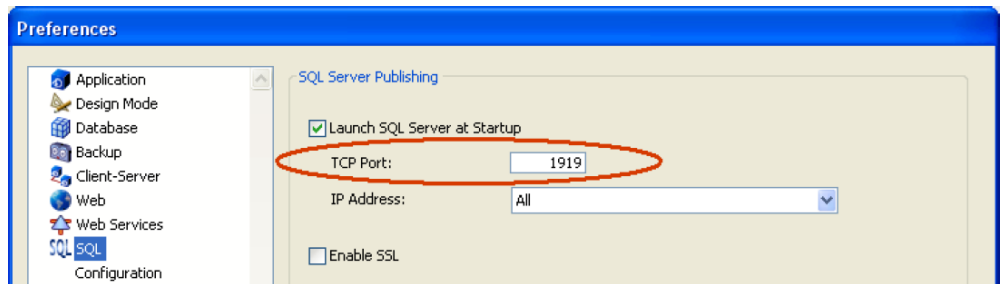 Preferences
Application
Design Mode
Database
Backup
Client-Server
Web
Web Services
SQL SQL
Configuration
SQL Server Publishing
Launch SQL Server at Startup
TCP Port: 1919
IP Address: All
Enable SSL